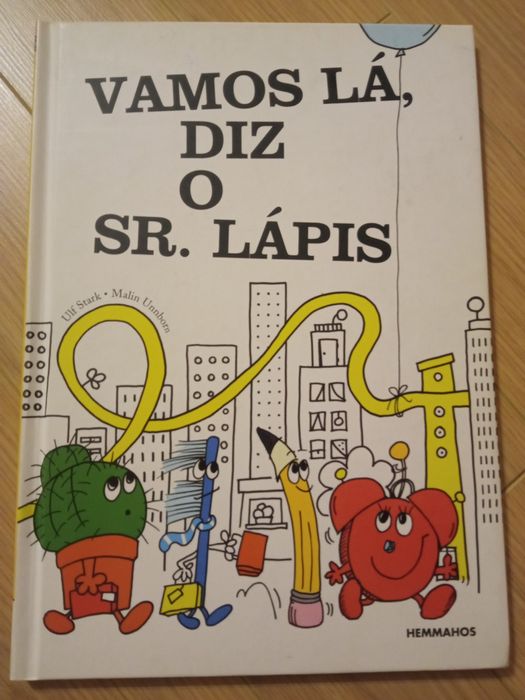 VAMOS LÁ,
DIZ
O
SR. LÁPIS
Ulf Stark • Malin Unnborn
HEMMAHOS